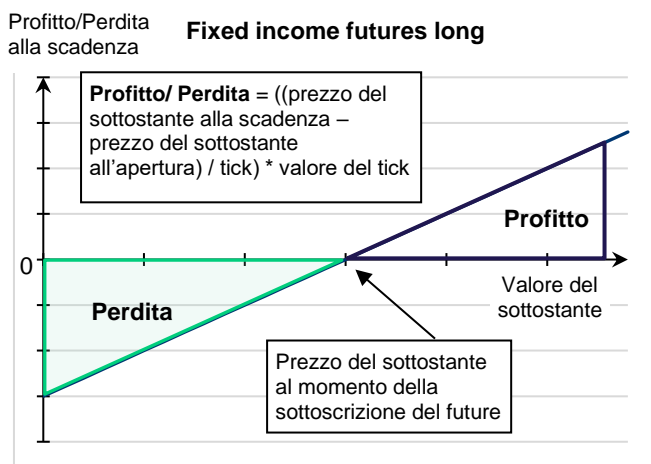 Profitto/Perdita
alla scadenza
Fixed income futures long
Profitto/ Perdita = ((prezzo del
sottostante alla scadenza –
prezzo del sottostante
all'apertura) / tick) * valore del tick
Profitto
0
Valore del
sottostante
Perdita
Prezzo del sottostante
al momento della
sottoscrizione del future